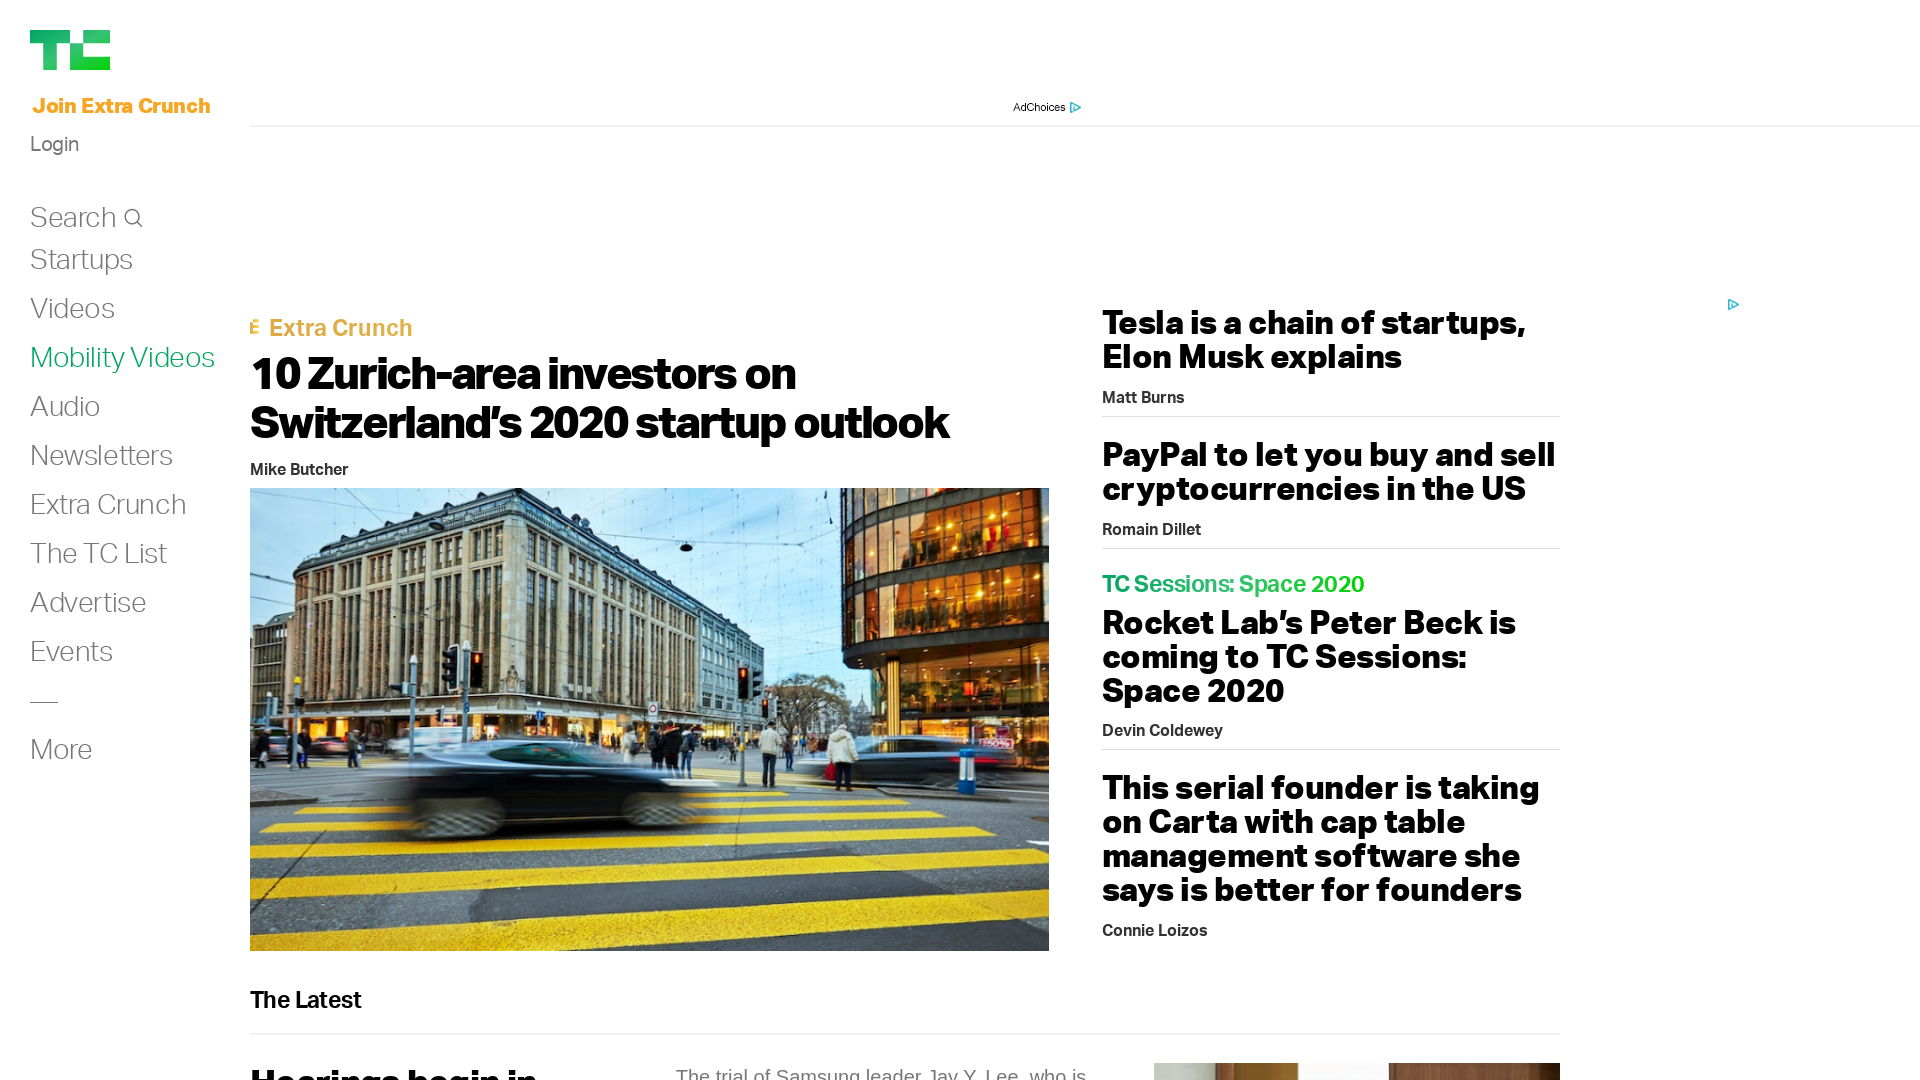 TC
Join Extra Crunch
Login
Search
Startups
Videos
Mobility Videos
Audio
Newsletters
Extra Crunch
The TC List
Advertise
Events
More
AdChoices
Extra Crunch
10 Zurich-area investors on
Switzerland’s 2020 startup outlook
Mike Butcher
Tesla is a chain of startups,
Elon Musk explains
Matt Burns
PayPal to let you buy and sell
cryptocurrencies in the US
Romain Dillet
TC Sessions: Space 2020
Rocket Lab’s Peter Beck is
coming to TC Sessions:
Space 2020
Devin Coldewey
This serial founder is taking
on Carta with cap table
management software she
says is better for founders
Connie Loizos
The Latest
Hearings begin in
The trial of Samsung leader Jay Y. Lee, who is